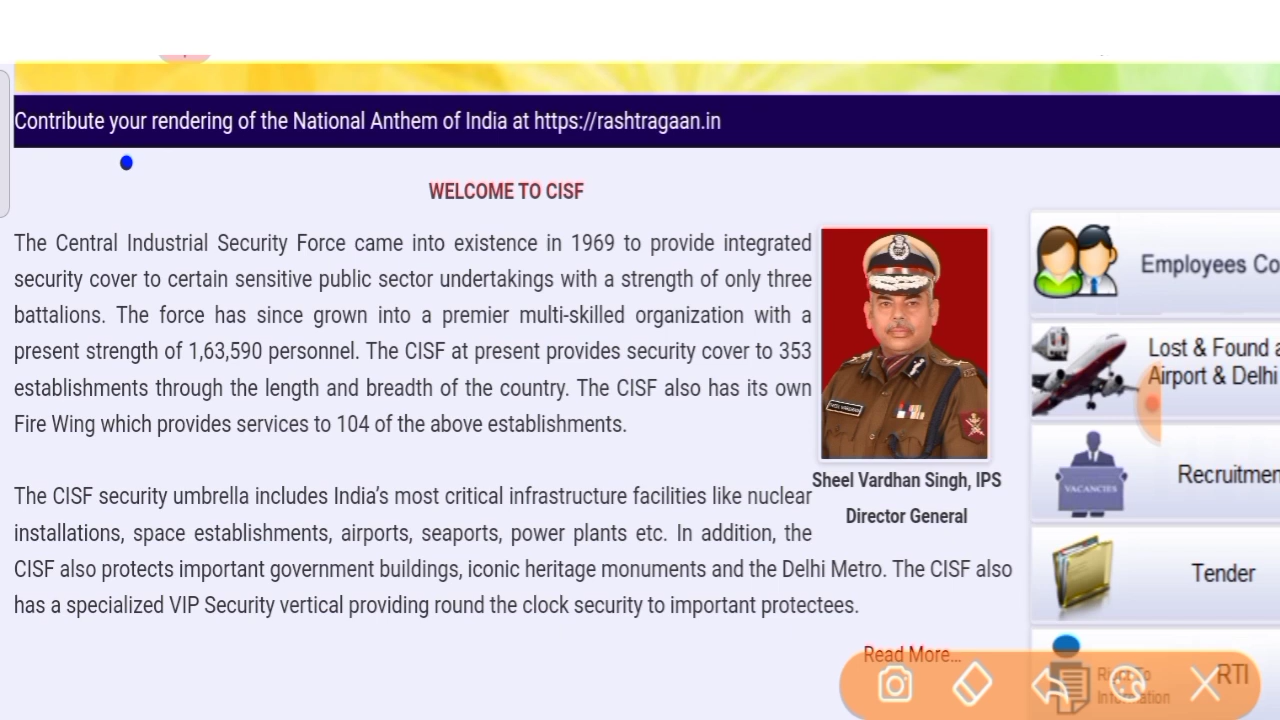 Contribute your rendering of the National Anthem of India at https://rashtragaan.in
WELCOME TO CISF
The Central Industrial Security Force came into existence in 1969 to provide integrated
security cover to certain sensitive public sector undertakings with a strength of only three
battalions. The force has since grown into a premier multi-skilled organization with a
present strength of 1,63,590 personnel. The CISF at present provides security cover to 353
establishments through the length and breadth of the country. The CISF also has its own
Fire Wing which provides services to 104 of the above establishments.
The CISF security umbrella includes India's most critical infrastructure facilities like nuclear
installations, space establishments, airports, seaports, power plants etc. In addition, the
CISF also protects important government buildings, iconic heritage monuments and the Delhi Metro. The CISF also
has a specialized VIP Security vertical providing round the clock security to important protectees.
Read More...
Sheel Vardhan Singh, IPS
Director General
Employees Co
Lost & Found a
Airport & Delhi
VACANCIES
Recruitmen
Tender
Right To
Information
RTI